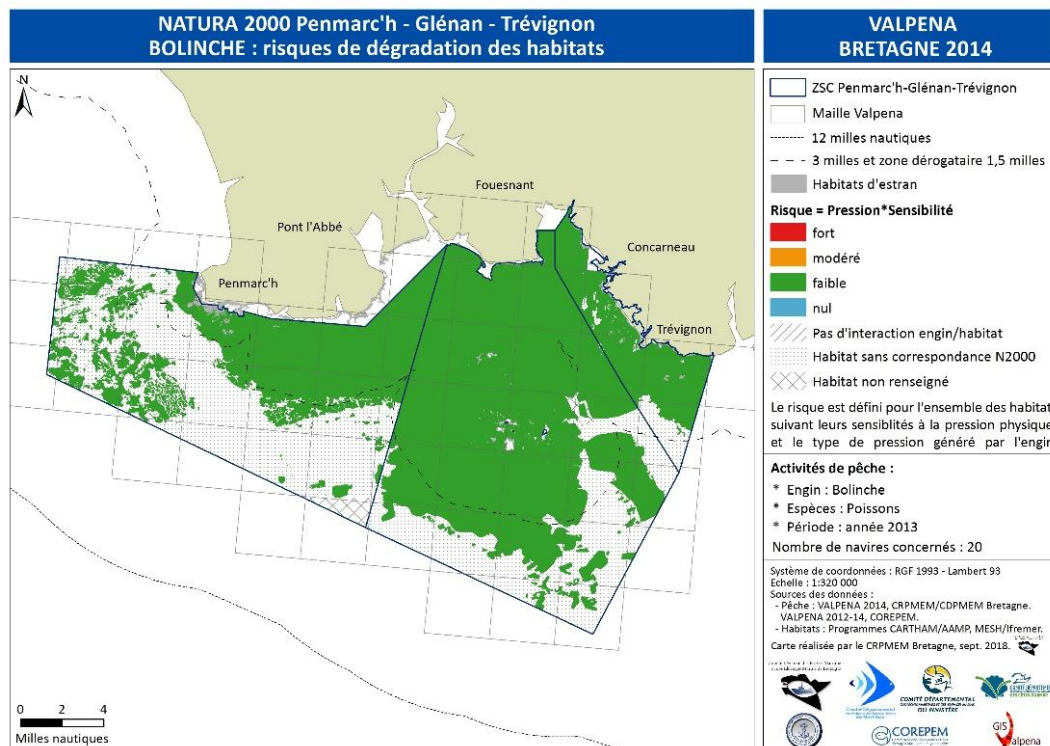 NATURA 2000 Penmarc'h - Glénan - Trévignon
BOLINCHE : risques de dégradation des habitats
VALPENA
BRETAGNE 2014
N
Fouesnant
Pont l'Abbé
Concarneau
Penmarc'h
Trévignon
0 2 4
Milles nautiques
ZSC Penmarc'h-Glénan-Trévignon
Maille Valpena
12 milles nautiques
3 milles et zone dérogataire 1,5 milles
Habitats d'estran
Risque = Pression*Sensibilité
fort
modéré
faible
nul
Pas d'interaction engin/habitat
Habitat sans correspondance N2000
Habitat non renseigné
Le risque est défini pour l'ensemble des habitat
suivant leurs sensiblités à la pression physique
et le type de pression généré par l'engin
Activités de pêche :
* Engin : Bolinche
* Espèces : Poissons
* Période : année 2013
Nombre de navires concernés : 20
Système de coordonnées : RGF 1993 - Lambert 93
Echelle : 1:320 000
Sources des données :
- Pêche : VALPENA 2014, CRPMEM/CDPMEM Bretagne.
VALPENA 2012-14, COREPEM.
- Habitats : Programmes CARTHAM/AAMP, MESH/Ifremer.
Carte réalisée par le CRPMEM Bretagne, sept. 2018.
COMITÉ DÉPARTEMENTAL
DU FINISTÈRE
COREPEM
GIS
Valpena